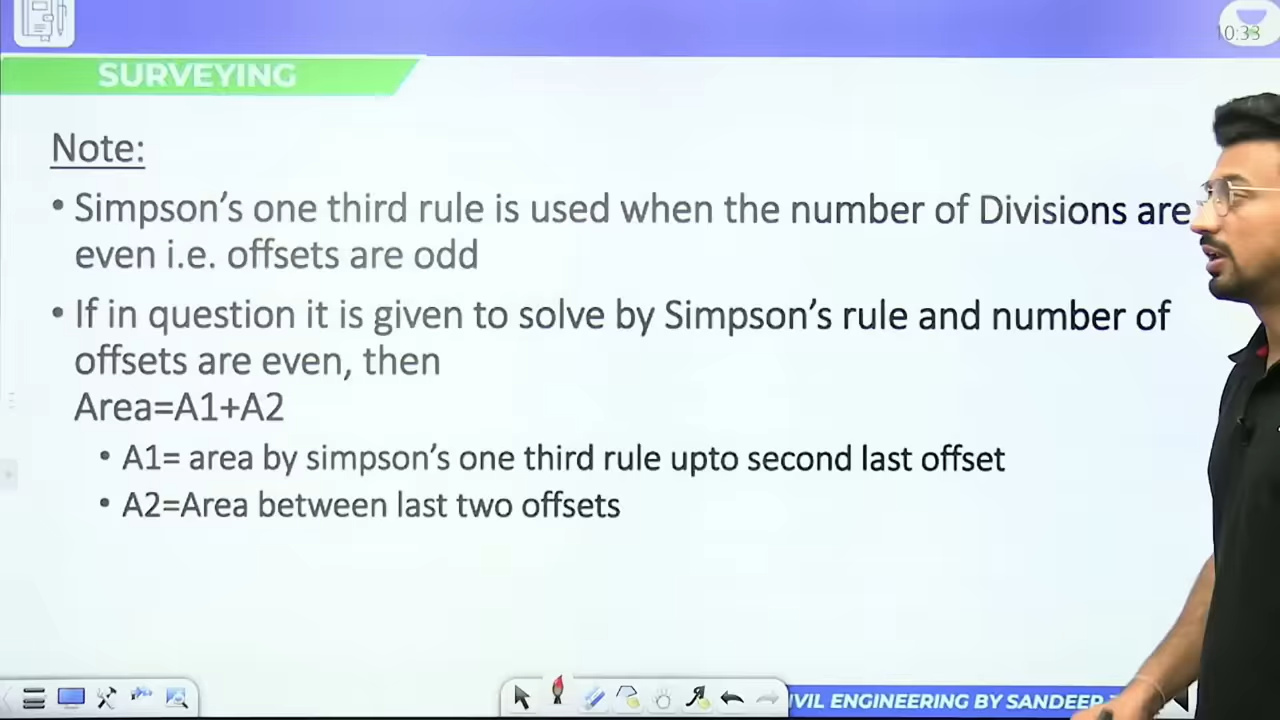 10:33
SURVEYING
Note:
• Simpson's one third rule is used when the number of Divisions are
even i.e. offsets are odd
• If in question it is given to solve by Simpson's rule and number of
offsets are even, then
Area=A1+A2
• A1= area by simpson's one third rule upto second last offset
• A2=Area between last two offsets
IVIL ENGINEERING BY SANDEEP